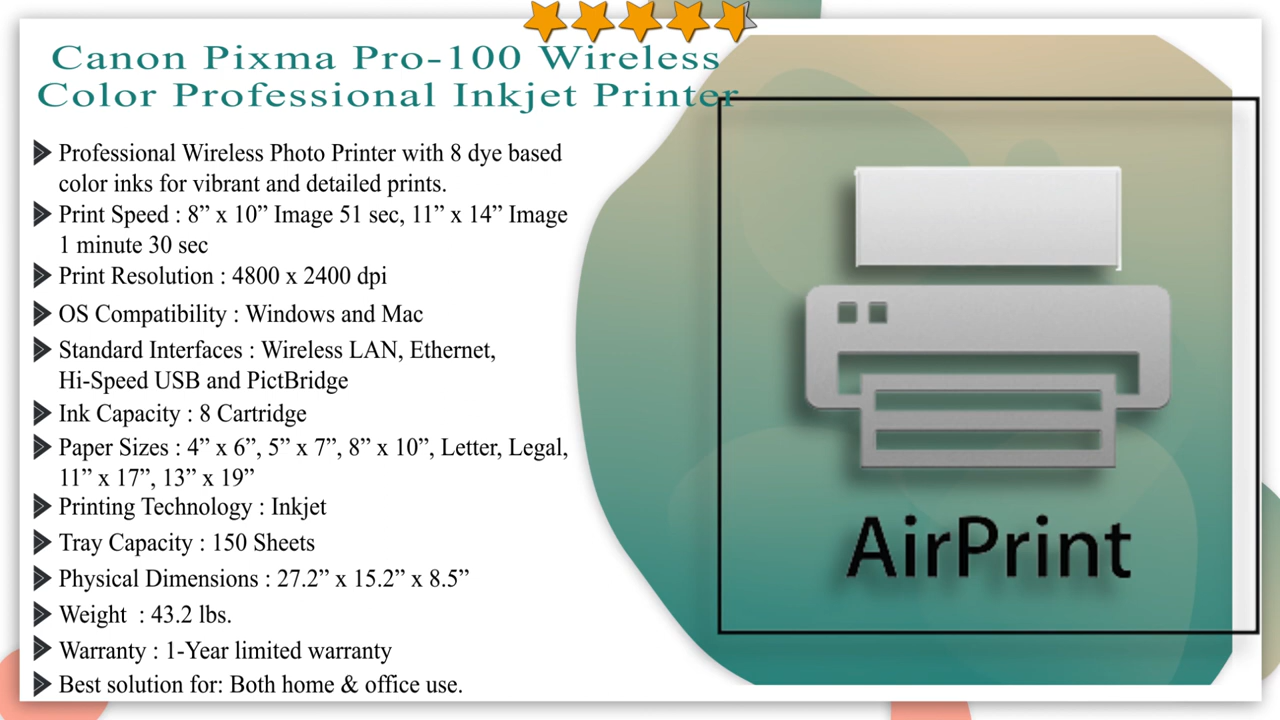 Canon Pixma Pro-100 Wireless
Color Professional Inkjet Printer
Professional Wireless Photo Printer with 8 dye based
color inks for vibrant and detailed prints.
Print Speed : 8” x 10” Image 51 sec, 11” x 14” Image
1 minute 30 sec
Print Resolution : 4800 x 2400 dpi
OS Compatibility : Windows and Mac
Standard Interfaces : Wireless LAN, Ethernet,
Hi-Speed USB and PictBridge
Ink Capacity : 8 Cartridge
Paper Sizes : 4” x 6”, 5” x 7”, 8” x 10”, Letter, Legal,
11” x 17”, 13” x 19”
Printing Technology : Inkjet
Tray Capacity : 150 Sheets
Physical Dimensions : 27.2” x 15.2” x 8.5”
Weight : 43.2 lbs.
Warranty : 1-Year limited warranty
Best solution for: Both home & office use.
AirPrint